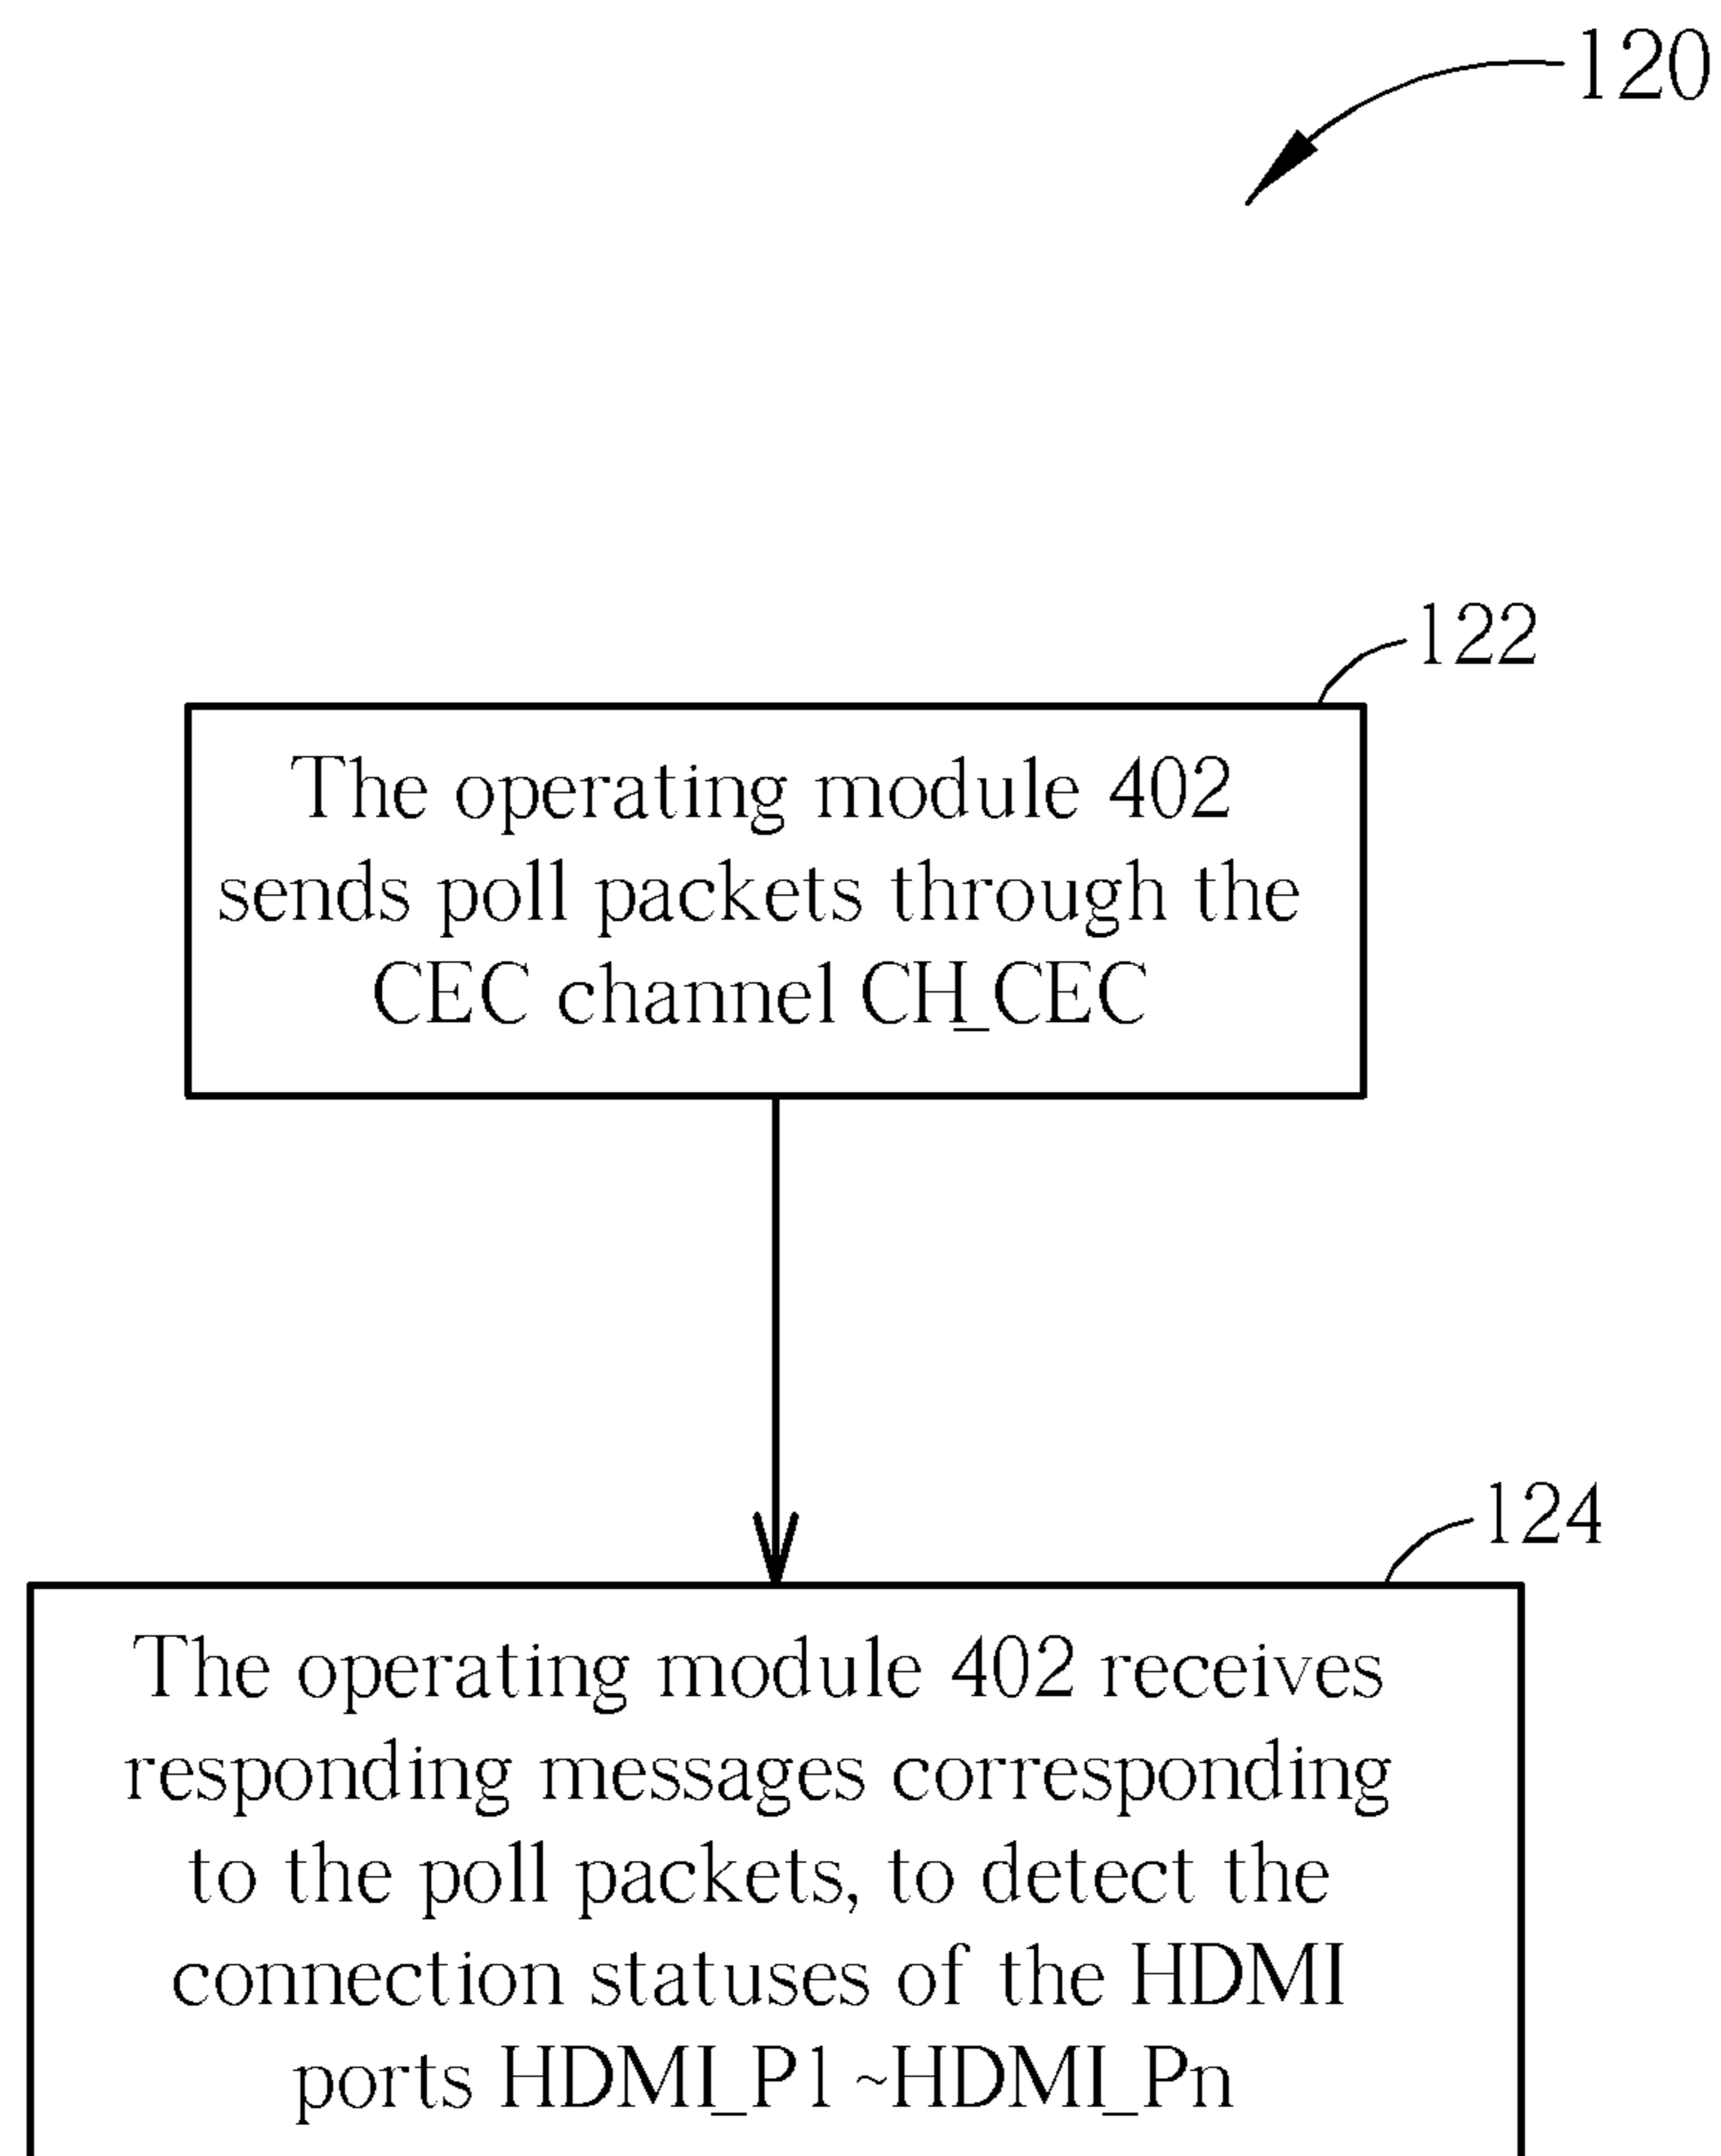 120
122
The operating module 402
sends poll packets through the
CEC channel CH_CEC
124
The operating module 402 receives
responding messages corresponding
to the poll packets, to detect the
connection statuses of the HDMI
ports HDMI_P1 ~HDMI_Pn